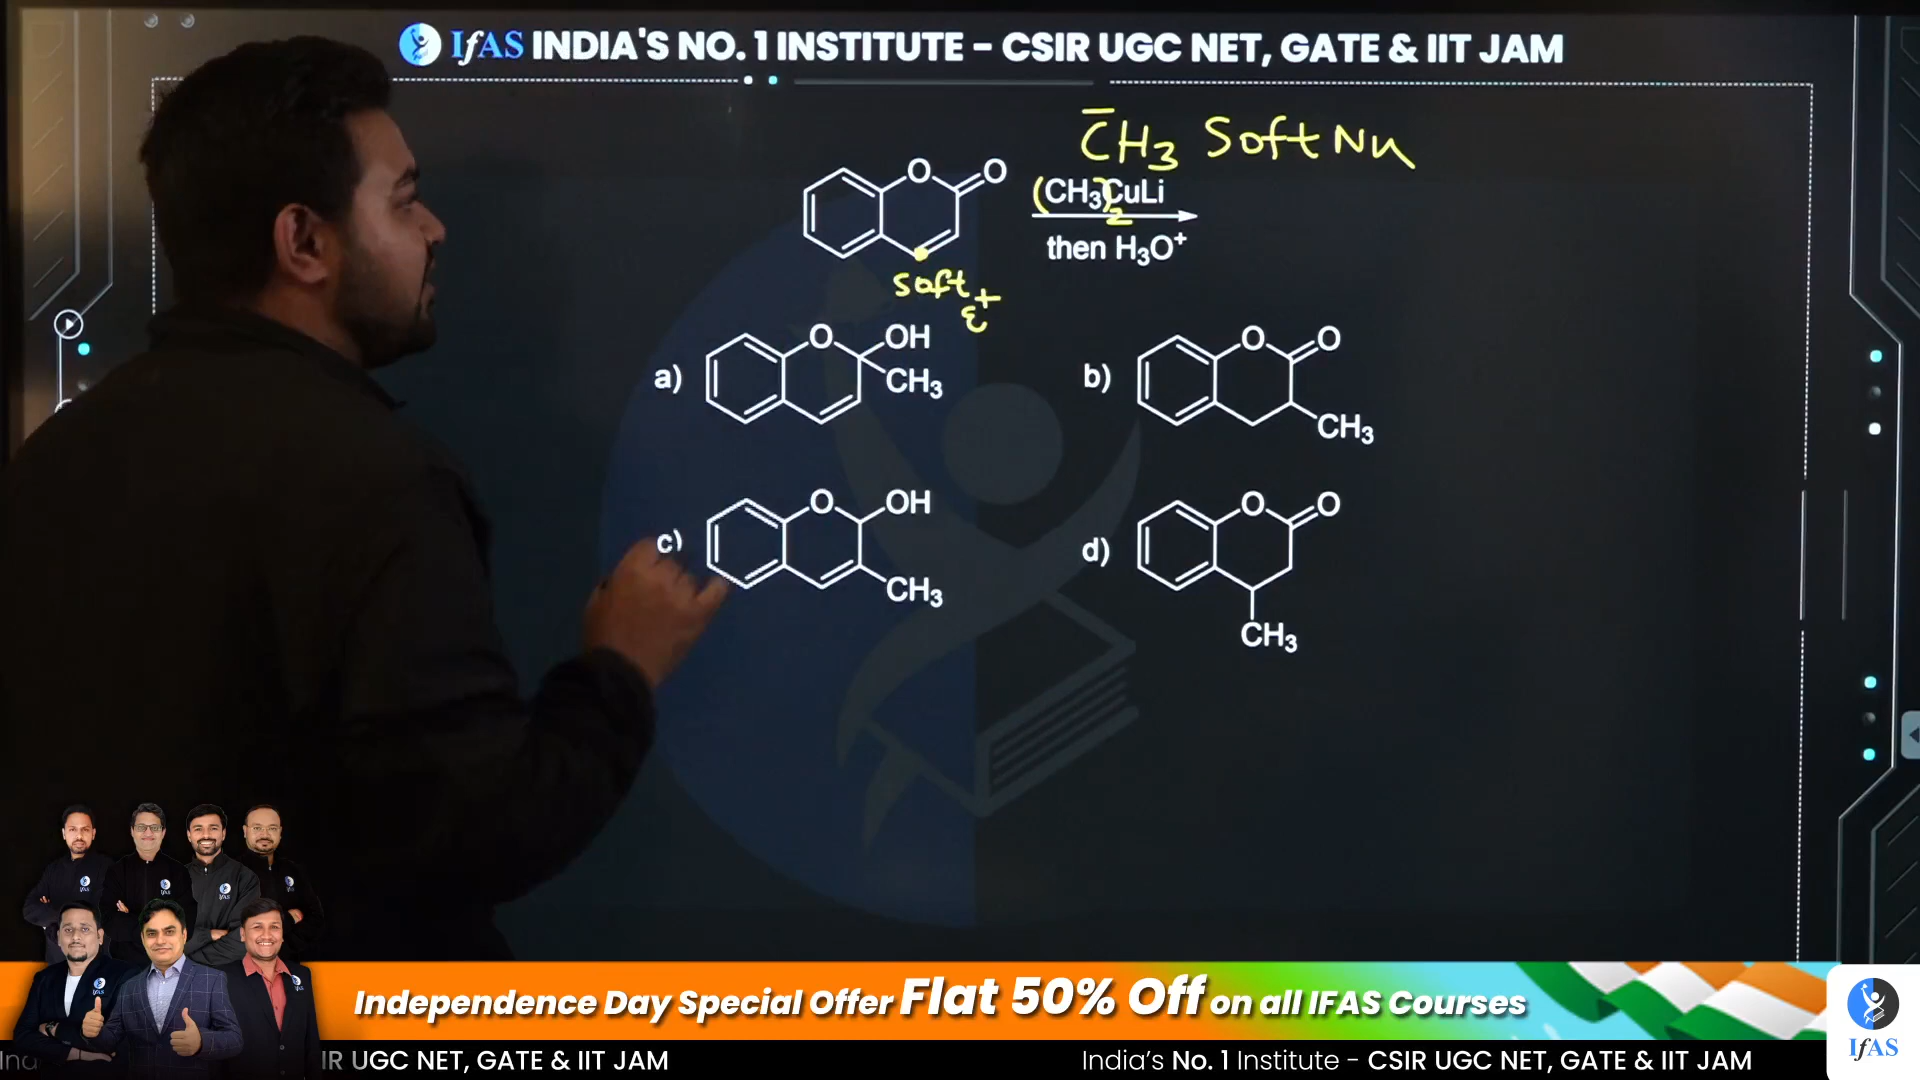 IfAS INDIA'S NO. 1 INSTITUTE - CSIR UGC NET, GATE & IIT JAM
C̅H3 Soft Nu
O O
(CH3)2CuLi
then H3O+
soft
ε+
a) O OH CH3
b) O O CH3
c) O OH CH3
d) O O CH3
Independence Day Special Offer Flat 50% Off on all IFAS Courses
IfAS
Ind
IR UGC NET, GATE & IIT JAM
India's No. 1 Institute - CSIR UGC NET, GATE & IIT JAM